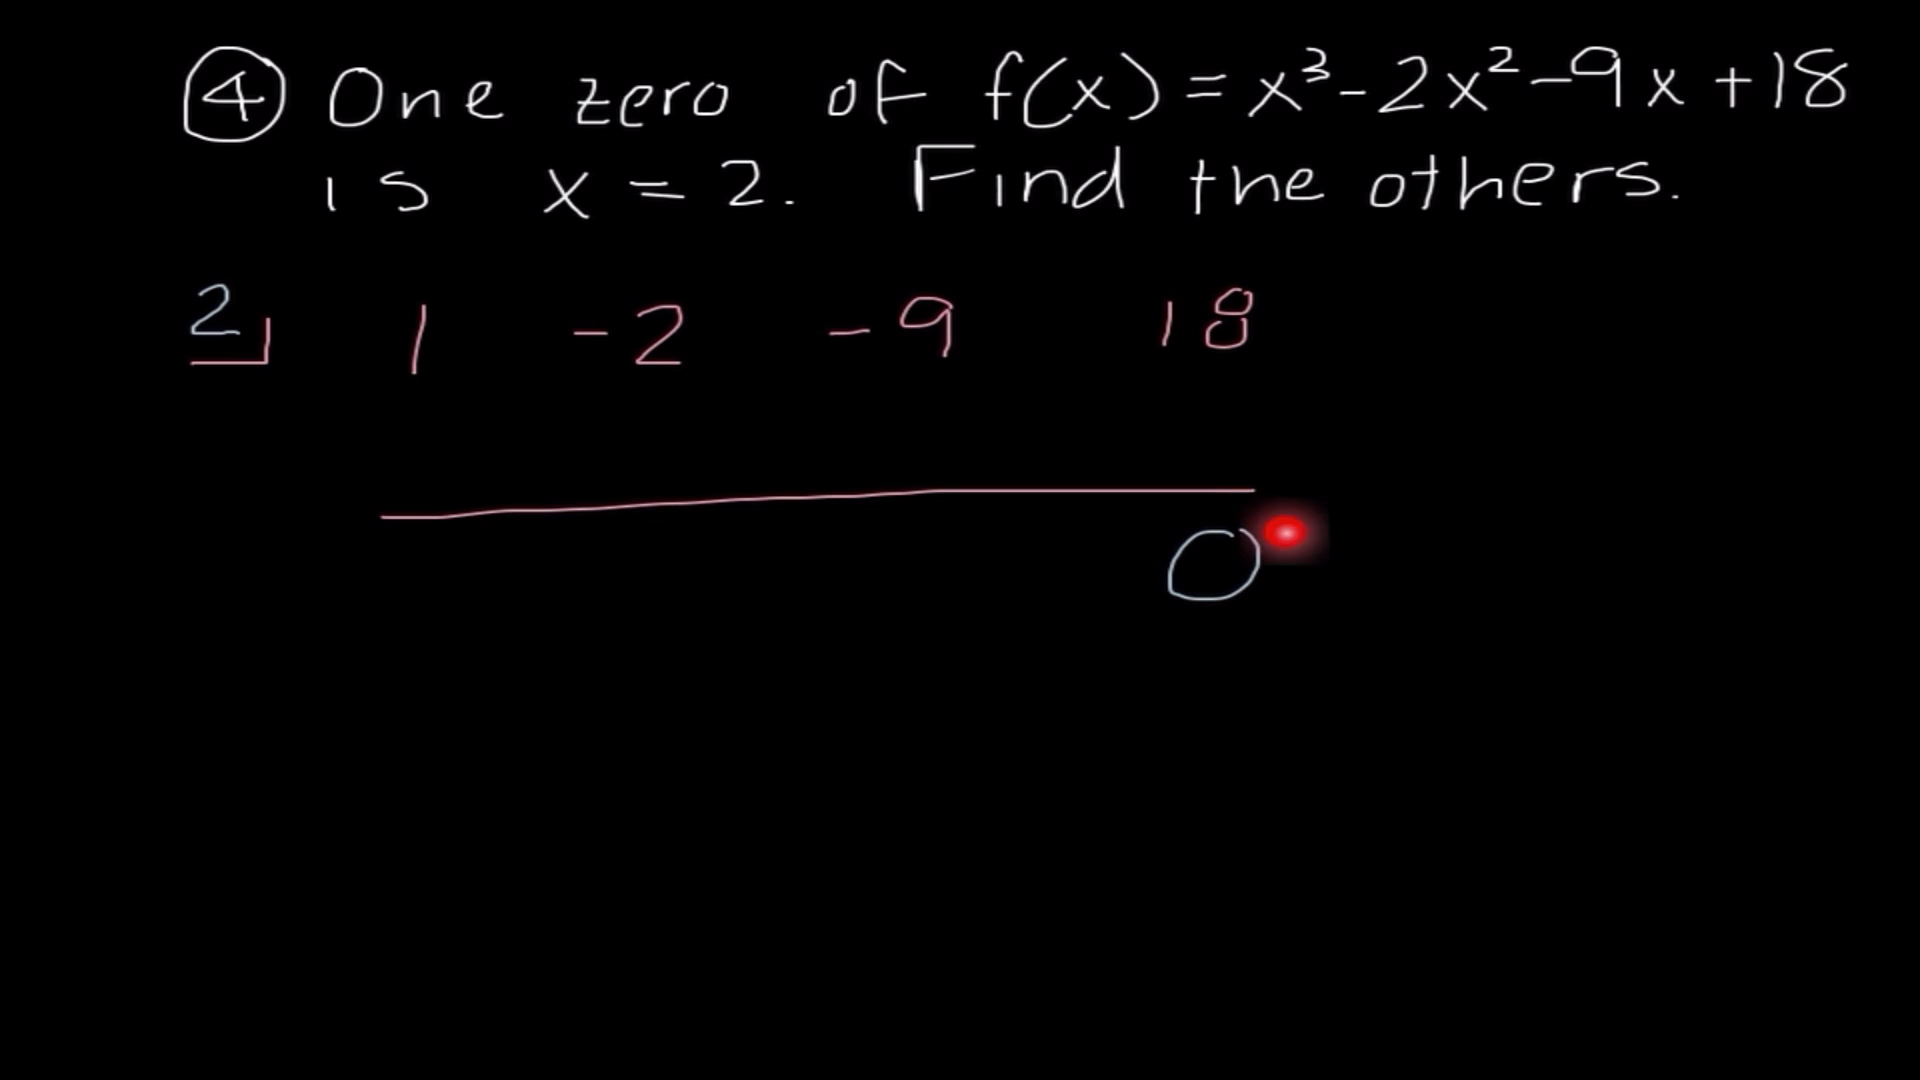 ④ One zero of f(x) = x³ - 2x² - 9x + 18
is x = 2. Find the others.
2 1 -2 -9 18
0